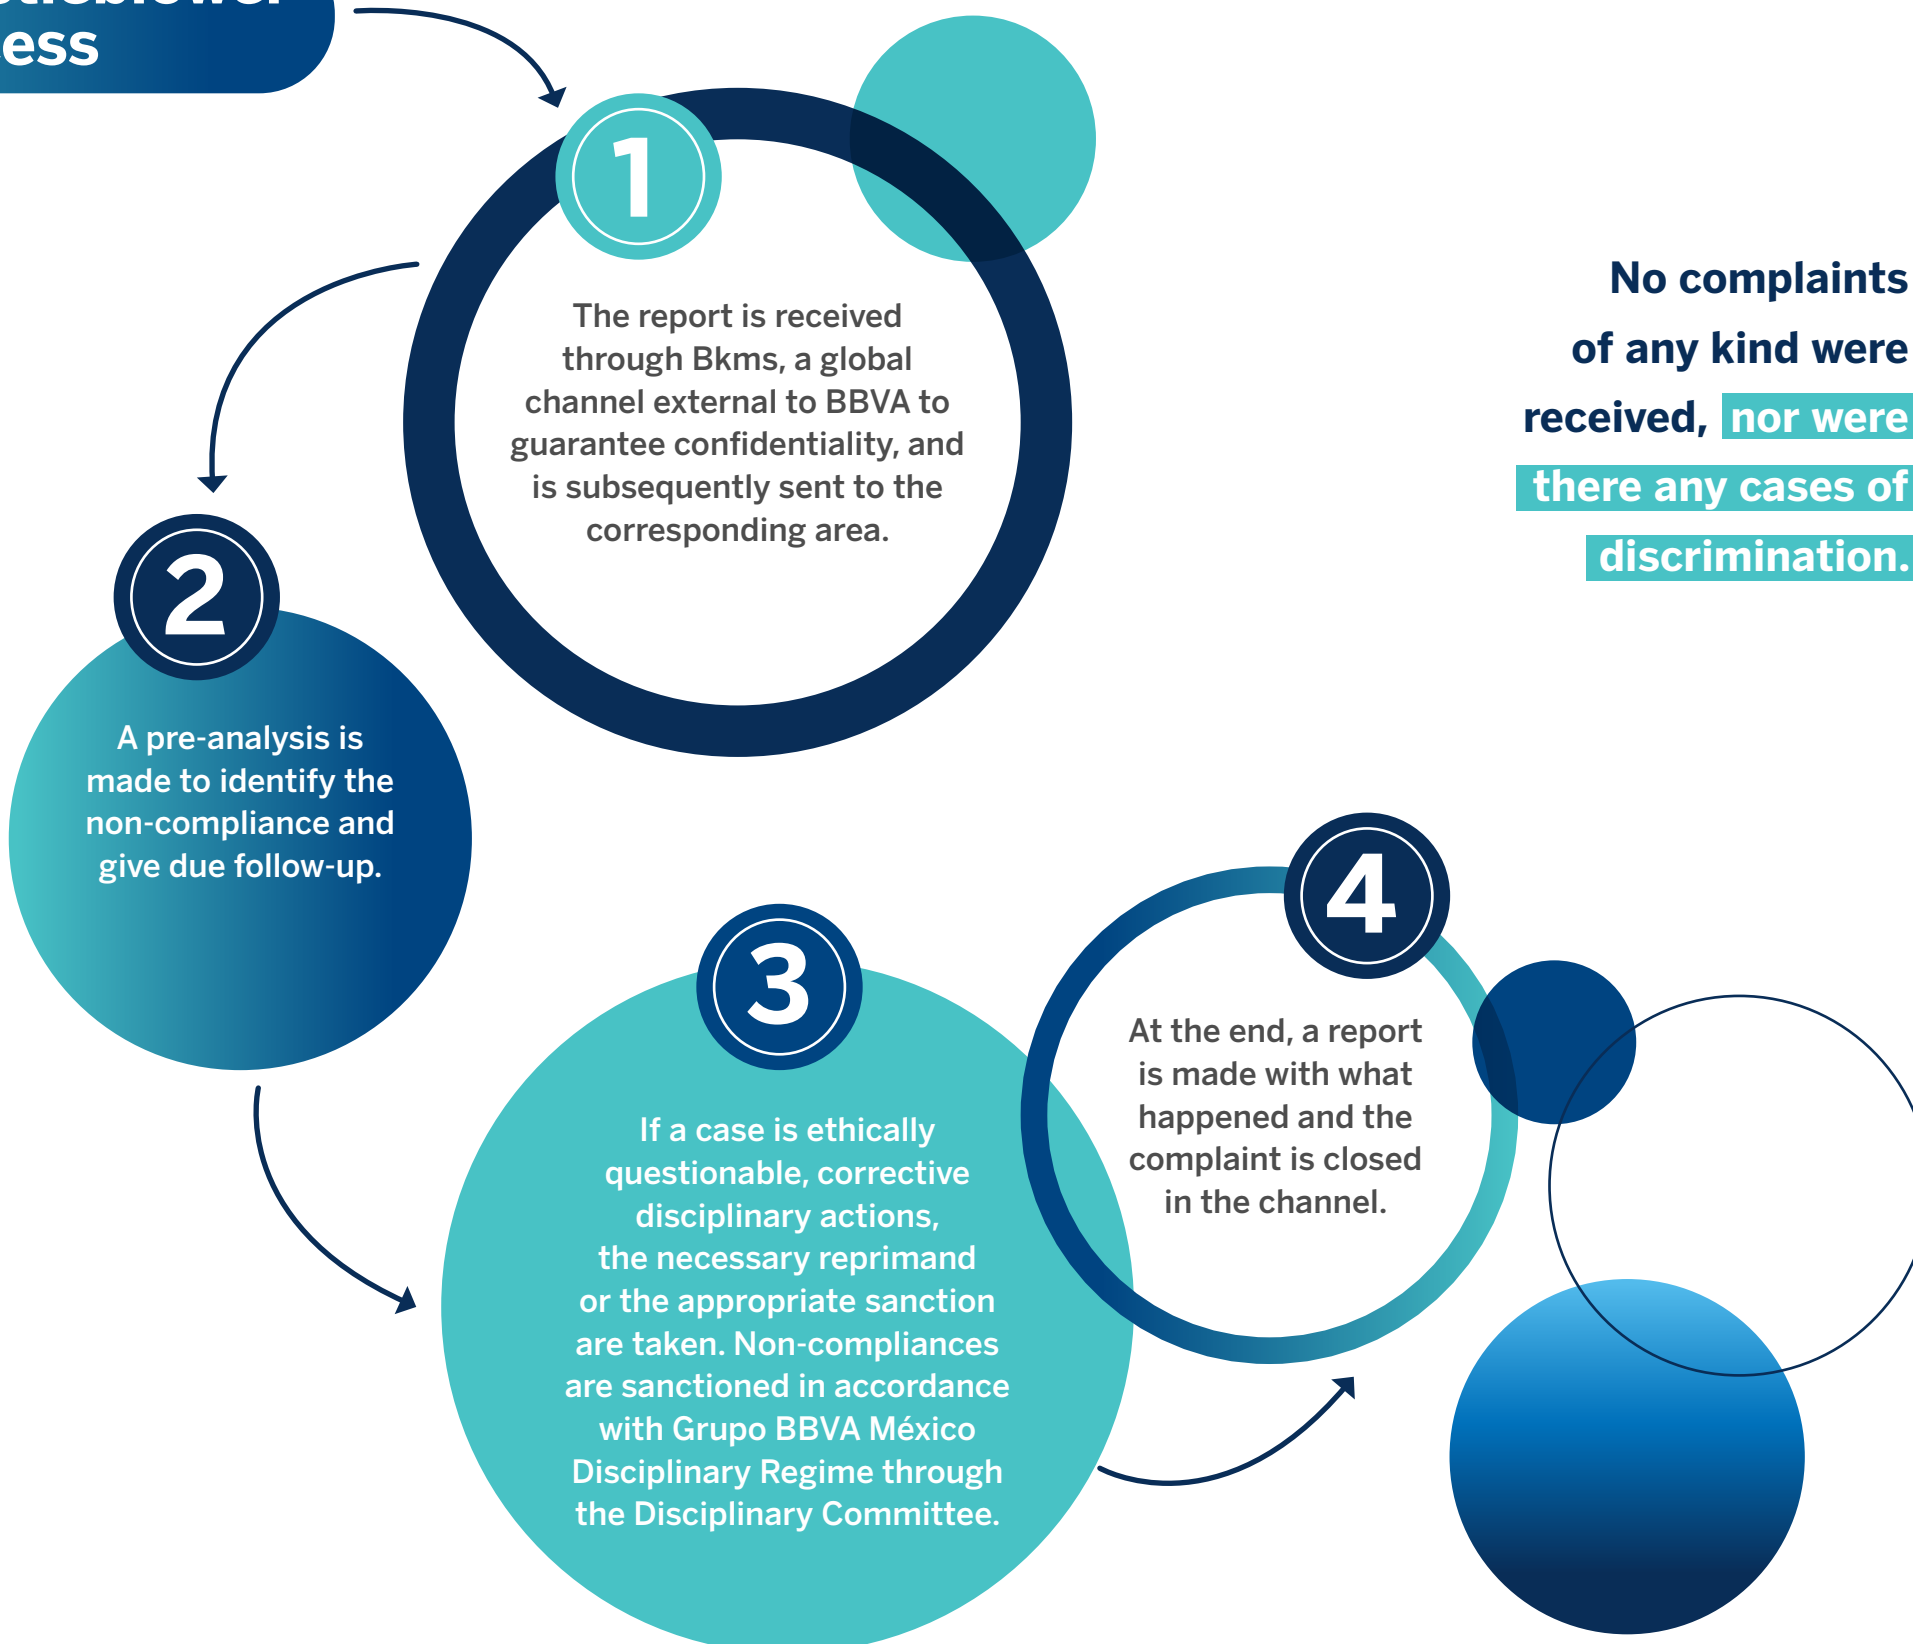 1
The report is received
through Bkms, a global
channel external to BBVA to
guarantee confidentiality, and
is subsequently sent to the
corresponding area.
No complaints
of any kind were
received, nor were
there any cases of
discrimination.
2
A pre-analysis is
made to identify the
non-compliance and
give due follow-up.
3
If a case is ethically
questionable, corrective
disciplinary actions,
the necessary reprimand
or the appropriate sanction
are taken. Non-compliances
are sanctioned in accordance
with Grupo BBVA México
Disciplinary Regime through
the Disciplinary Committee.
4
At the end, a report
is made with what
happened and the
complaint is closed
in the channel.